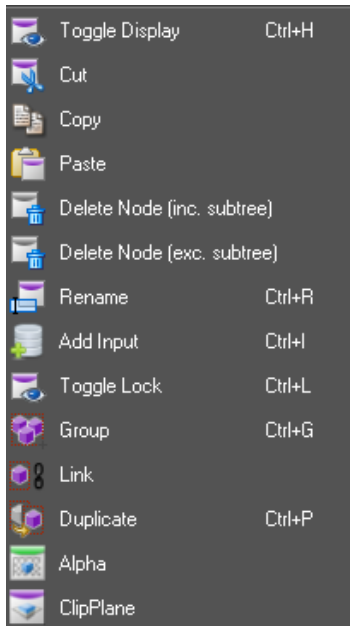 Toggle Display Ctrl+H
Cut
Copy
Paste
Delete Node (inc. subtree)
Delete Node (exc. subtree)
Rename Ctrl+R
Add Input Ctrl+I
Toggle Lock Ctrl+L
Group Ctrl+G
Link
Duplicate Ctrl+P
Alpha
ClipPlane